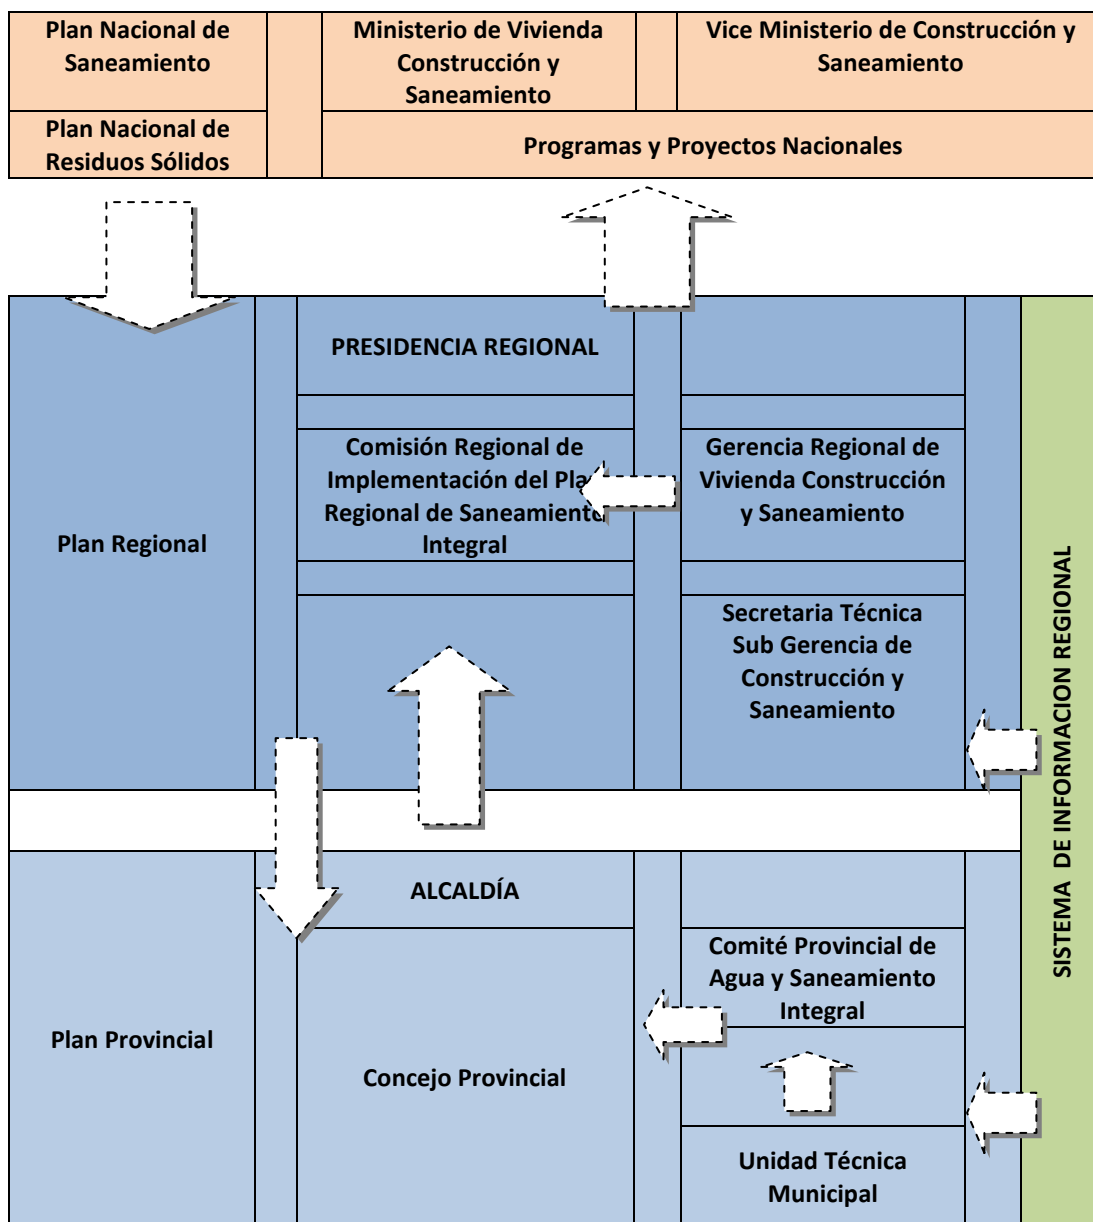 Plan Nacional de
Saneamiento
Ministerio de Vivienda
Construcción y
Saneamiento
Vice Ministerio de Construcción y
Saneamiento
Plan Nacional de
Residuos Sólidos
Programas y Proyectos Nacionales
Plan Regional
PRESIDENCIA REGIONAL
Comisión Regional de
Implementación del Pla
Regional de Saneamiento
Integral
Gerencia Regional de
Vivienda Construcción
y Saneamiento
Secretaria Técnica
Sub Gerencia de
Construcción y
Saneamiento
SISTEMA DE INFORMACION REGIONAL
Plan Provincial
ALCALDÍA
Concejo Provincial
Comité Provincial de
Agua y Saneamiento
Integral
Unidad Técnica
Municipal